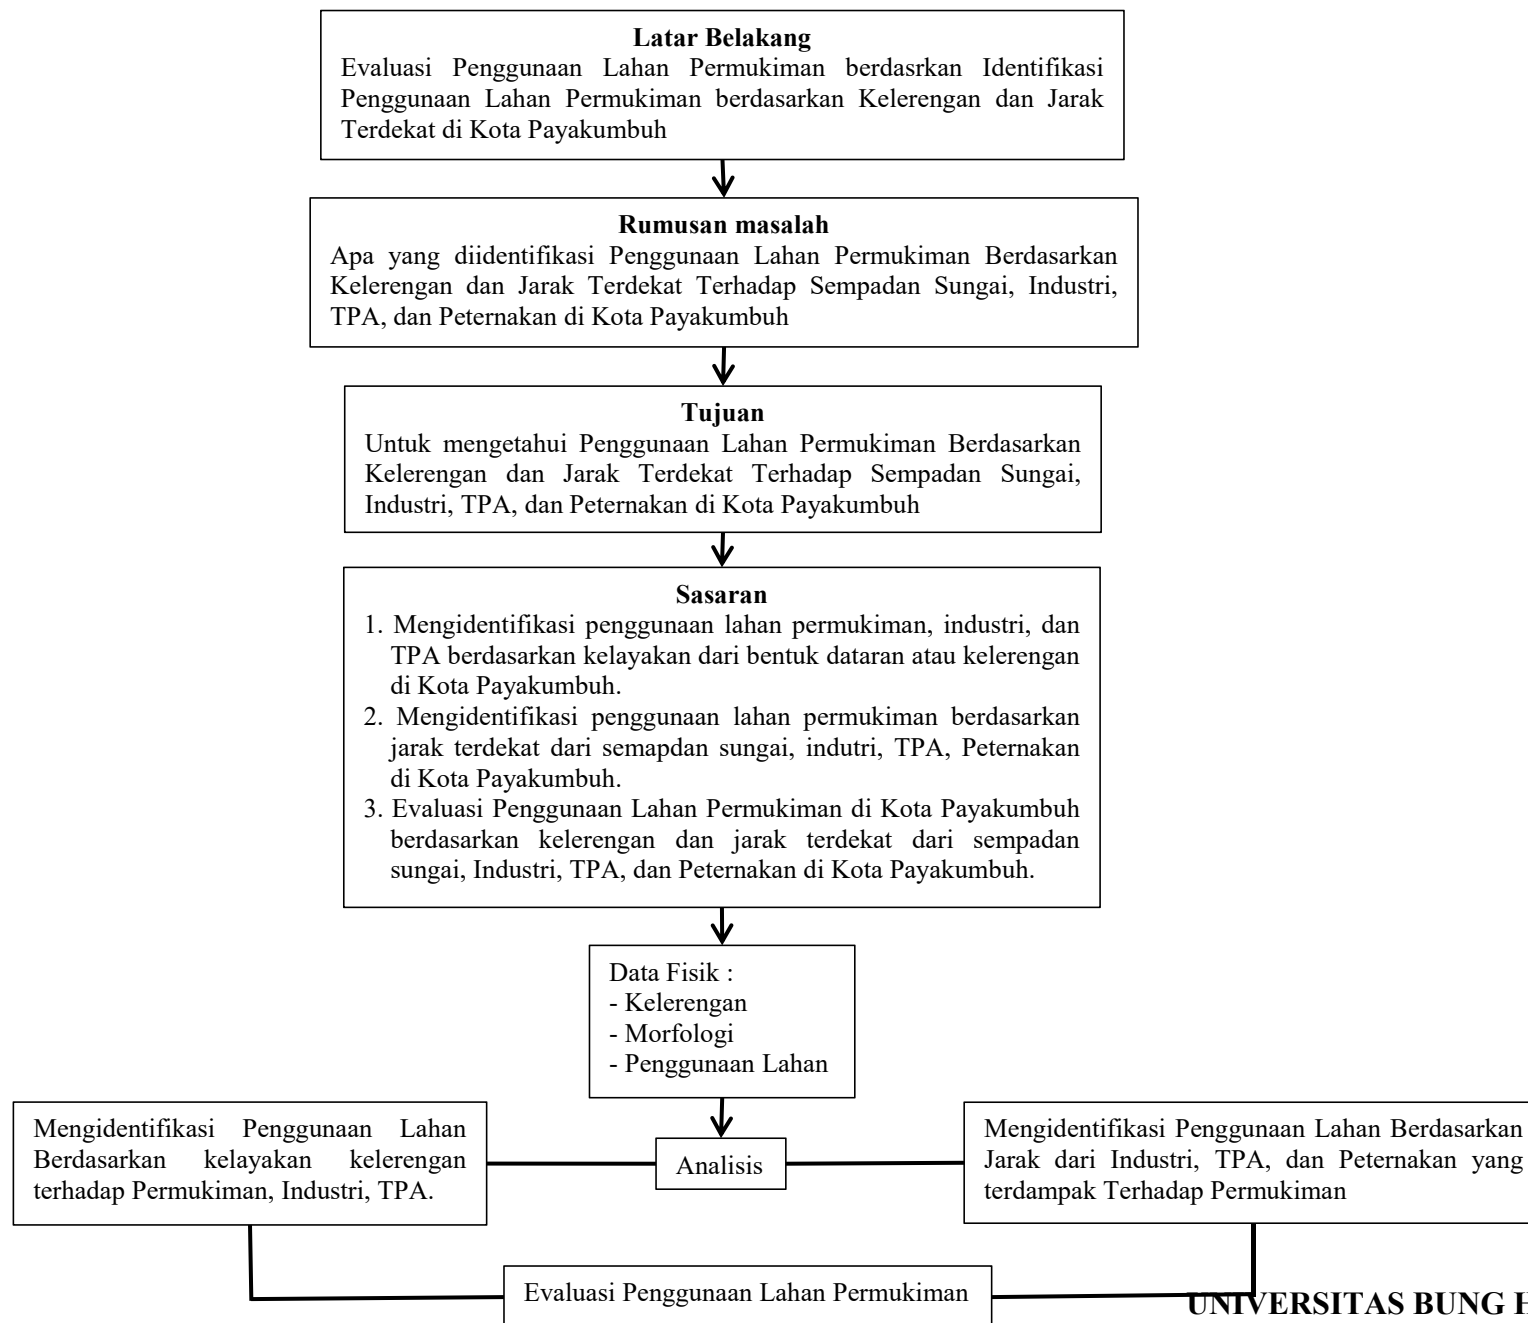 Latar Belakang
Evaluasi Penggunaan Lahan Permukiman berdasrkan Identifikasi
Penggunaan Lahan Permukiman berdasarkan Kelerengan dan Jarak
Terdekat di Kota Payakumbuh
Rumusan masalah
Apa yang diidentifikasi Penggunaan Lahan Permukiman Berdasarkan
Kelerengan dan Jarak Terdekat Terhadap Sempadan Sungai, Industri,
TPA, dan Peternakan di Kota Payakumbuh
Tujuan
Untuk mengetahui Penggunaan Lahan Permukiman Berdasarkan
Kelerengan dan Jarak Terdekat Terhadap Sempadan Sungai,
Industri, TPA, dan Peternakan di Kota Payakumbuh
Sasaran
1. Mengidentifikasi penggunaan lahan permukiman, industri, dan
TPA berdasarkan kelayakan dari bentuk dataran atau kelerengan
di Kota Payakumbuh.
2. Mengidentifikasi penggunaan lahan permukiman berdasarkan
jarak terdekat dari semapdan sungai, indutri, TPA, Peternakan
di Kota Payakumbuh.
3. Evaluasi Penggunaan Lahan Permukiman di Kota Payakumbuh
berdasarkan kelerengan dan jarak terdekat dari sempadan
sungai, Industri, TPA, dan Peternakan di Kota Payakumbuh.
Data Fisik :
- Kelerengan
- Morfologi
- Penggunaan Lahan
Mengidentifikasi Penggunaan Lahan
Berdasarkan kelayakan kelerengan
terhadap Permukiman, Industri, TPA.
Analisis
Mengidentifikasi Penggunaan Lahan Berdasarkan
Jarak dari Industri, TPA, dan Peternakan yang
terdampak Terhadap Permukiman
Evaluasi Penggunaan Lahan Permukiman
UNIVERSITAS BUNG H